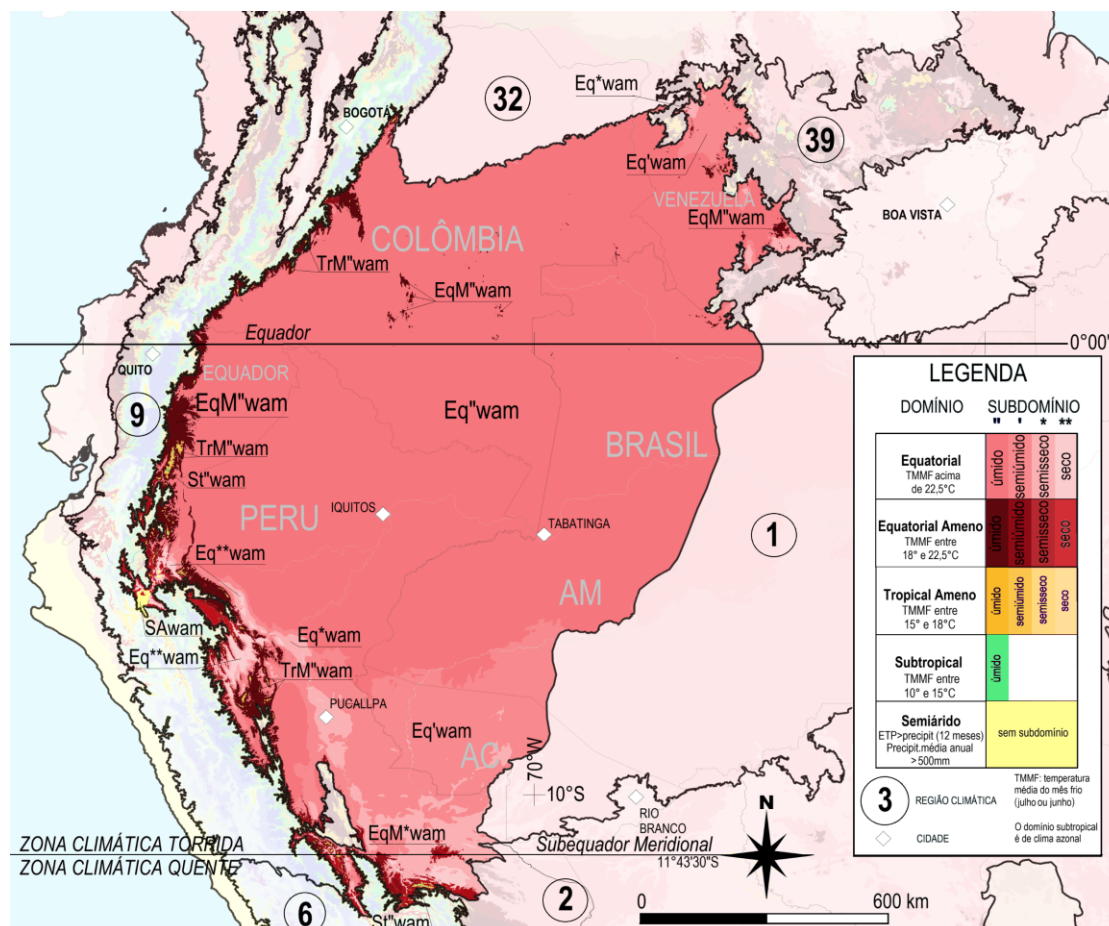 32
Eq*wam
BOGOTÁ
39
Eq'wam
VENEZUELA
EqM"wam
BOA VISTA
COLÔMBIA
TrM"wam
EqM"wam
Equador
0°00'
QUITO
EQUADOR
9
EqM"wam
Eq"wam
BRASIL
TrM"wam
St"wam
PERU
IQUITOS
TABATINGA
1
Eq**wam
AM
SAwam
Eq*wam
Eq**wam
TrM"wam
PUCALLPA
Eq'wam
AC
70°W
10°S
RIO
BRANCO
N
EqM*wam
ZONA CLIMÁTICA TÓRRIDA
Subequador Meridional
11°43'30"S
ZONA CLIMÁTICA QUENTE
6
St"wam
2
0
600 km
LEGENDA
DOMÍNIO SUBDOMÍNIO
" ' * **
Equatorial
TMMF acima
de 22,5°C
úmido
semiúmido
semisseco
seco
Equatorial Ameno
TMMF entre
18° e 22,5°C
úmido
semiúmido
semisseco
seco
Tropical Ameno
TMMF entre
15° e 18°C
úmido
semiúmido
semisseco
seco
Subtropical
TMMF entre
10° e 15°C
úmido
Semiárido
ETP>precipit (12 meses)
Precipit.média anual
>500mm
sem subdomínio
3
REGIÃO CLIMÁTICA
TMMF: temperatura
média do mês frio
(julho ou junho)
CIDADE
O domínio subtropical
é de clima azonal